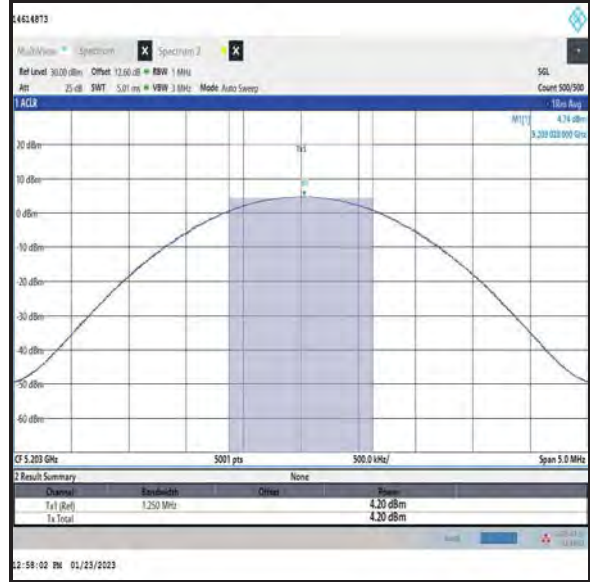 14614873
MultiView Spectrum X Spectrum 2 X
Ref Level 30.00 dBm Offset 12.60 dB RBW 1 MHz SGL
Att 25 dB SWT 5.01 ms VBW 3 MHz Mode Auto Sweep Count 500/500
1 ACLR 1Rm Avg
M1[1] 4.74 dBm
20 dBm
Tx1
10 dBm
M1
0 dBm
-10 dBm
-20 dBm
-30 dBm
-40 dBm
-50 dBm
-60 dBm
CF 5.203 GHz 5001 pts 500.0 kHz/ Span 5.0 MHz
2 Result Summary None
Channel Bandwidth Offset Power
Tx1 (Ref) 1.250 MHz 4.20 dBm
Tx Total 4.20 dBm
12:58:02 PM 01/23/2023